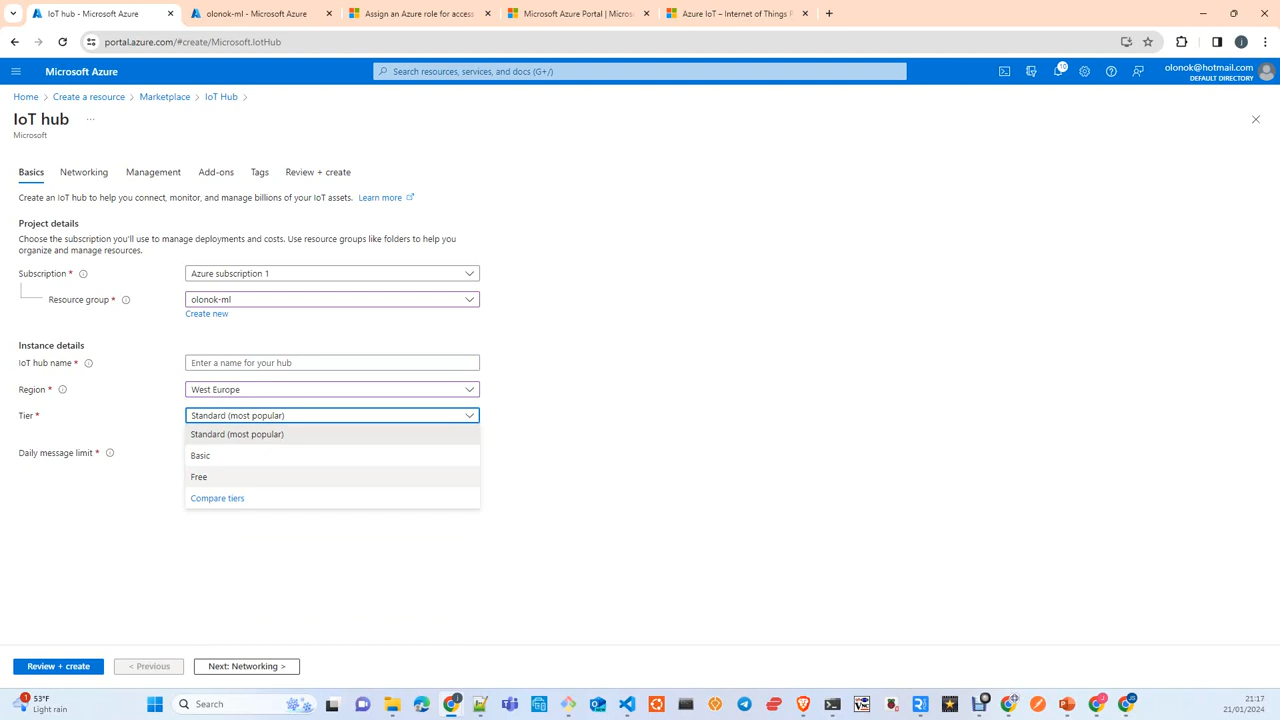 IoT hub - Microsoft Azure
olonok-ml - Microsoft Azure
Assign an Azure role for access
Microsoft Azure Portal | Micros
Azure IoT – Internet of Things P
portal.azure.com/#create/Microsoft.IotHub
Microsoft Azure
Search resources, services, and docs (G+/)
10
olonok@hotmail.com
DEFAULT DIRECTORY
Home > Create a resource > Marketplace > IoT Hub >
IoT hub ...
Microsoft
Basics Networking Management Add-ons Tags Review + create
Create an IoT hub to help you connect, monitor, and manage billions of your IoT assets. Learn more
Project details
Choose the subscription you'll use to manage deployments and costs. Use resource groups like folders to help you
organize and manage resources.
Subscription * Azure subscription 1
Resource group * olonok-ml
Create new
Instance details
IoT hub name * Enter a name for your hub
Region * West Europe
Tier * Standard (most popular)
Standard (most popular)
Daily message limit * Basic
Free
Compare tiers
Review + create < Previous Next: Networking >
1
53°F
Light rain
Search
21:17
21/01/2024